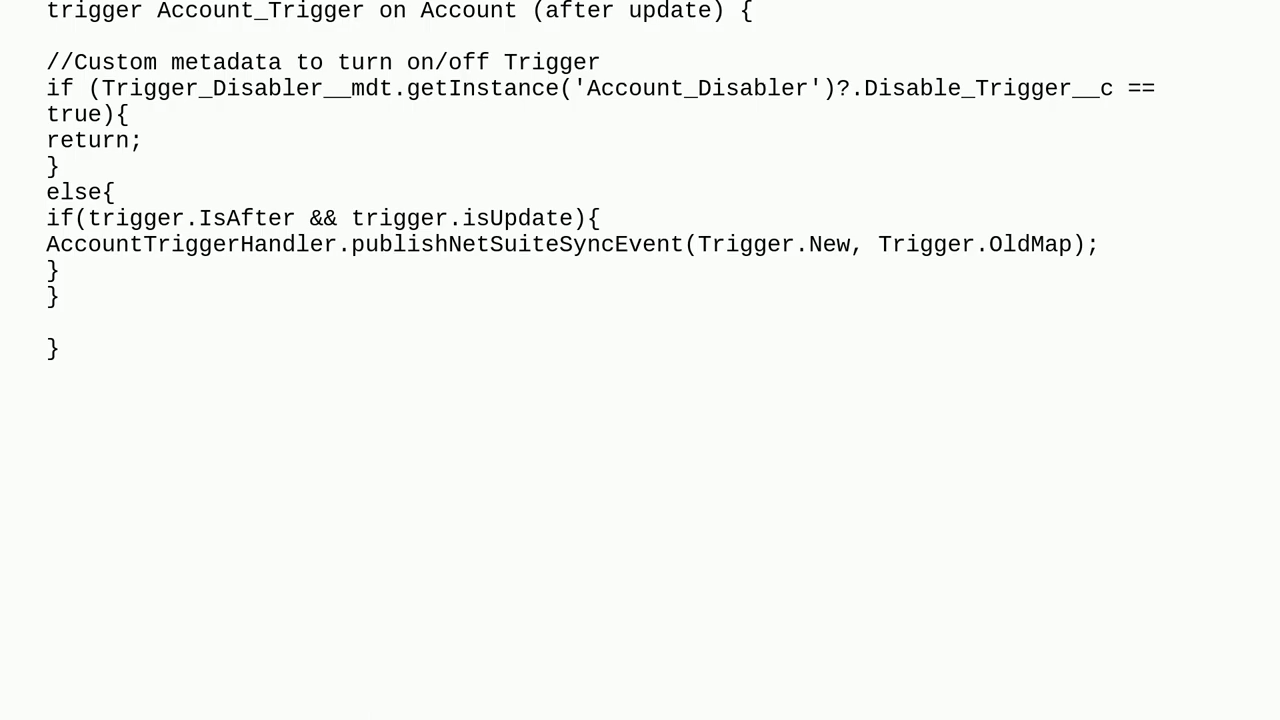 trigger Account_Trigger on Account (after update) {
//Custom metadata to turn on/off Trigger
if (Trigger_Disabler__mdt.getInstance('Account_Disabler')?.Disable_Trigger__c ==
true){
return;
}
else{
if(trigger.IsAfter && trigger.isUpdate){
AccountTriggerHandler.publishNetSuiteSyncEvent(Trigger.New, Trigger.OldMap);
}
}
}